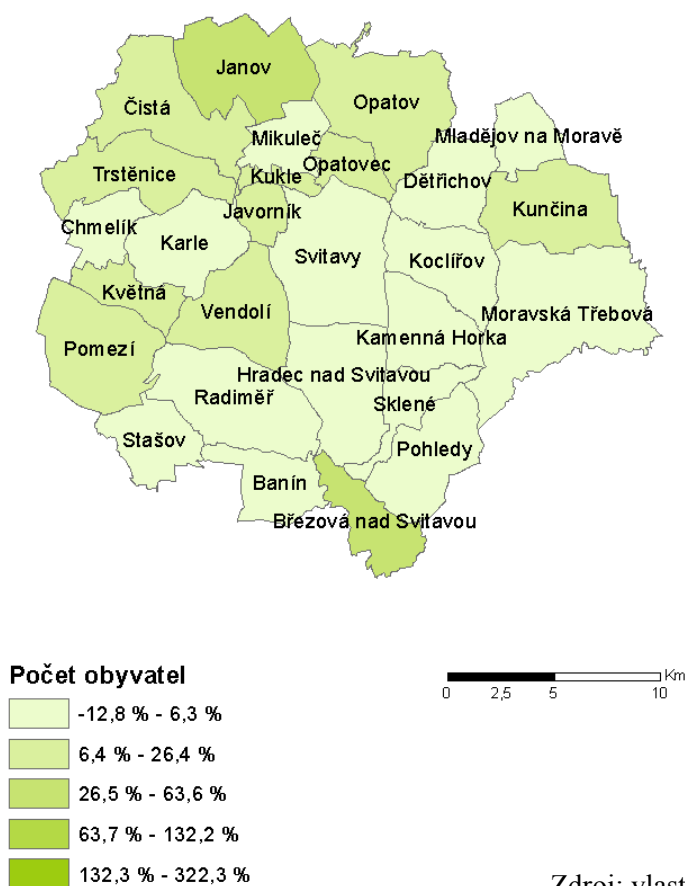 Janov
Čistá
Opatov
Mikuleč
Mladějov na Moravě
Trstěnice
Kukle
Opatovec
Dětřichov
Chmelík
Javorník
Kunčina
Karle
Svitavy
Koclířov
Květná
Vendolí
Moravská Třebová
Pomezí
Kamenná Horka
Hradec nad Svitavou
Radiměř
Sklené
Stašov
Pohledy
Banín
Březová nad Svitavou
Počet obyvatel
-12,8 % - 6,3 %
6,4 % - 26,4 %
26,5 % - 63,6 %
63,7 % - 132,2 %
132,3 % - 322,3 %
Km
0 2,5 5 10
Zdroj: vlast